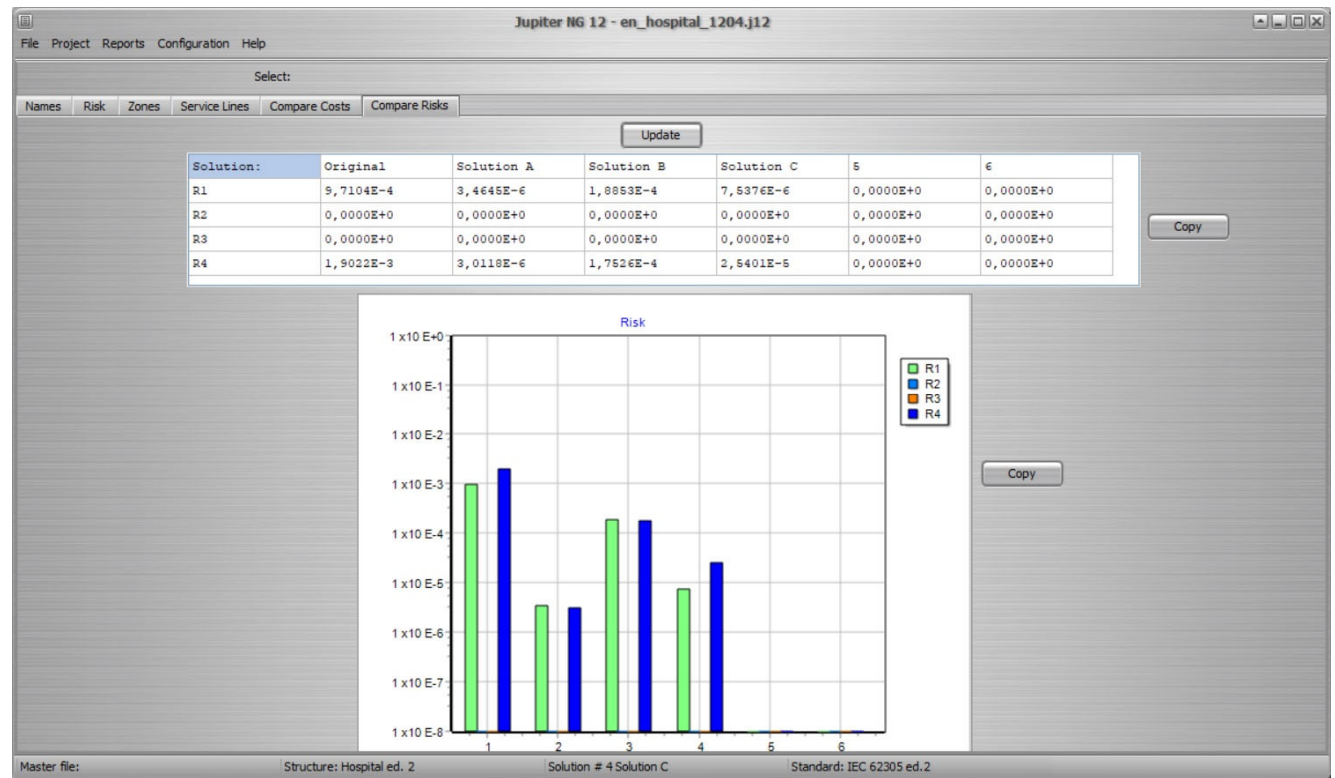 Jupiter NG 12 - en_hospital_1204.j12
File Project Reports Configuration Help
Select:
Names Risk Zones Service Lines Compare Costs Compare Risks
Update
Solution: Original Solution A Solution B Solution C 5 6
R1 9,7104E-4 3,4645E-6 1,8853E-4 7,5376E-6 0,0000E+0 0,0000E+0
R2 0,0000E+0 0,0000E+0 0,0000E+0 0,0000E+0 0,0000E+0 0,0000E+0
R3 0,0000E+0 0,0000E+0 0,0000E+0 0,0000E+0 0,0000E+0 0,0000E+0
R4 1,9022E-3 3,0118E-6 1,7526E-4 2,5401E-5 0,0000E+0 0,0000E+0
Copy
Risk
1 x10 E+0
1 x10 E-1
1 x10 E-2
1 x10 E-3
1 x10 E-4
1 x10 E-5
1 x10 E-6
1 x10 E-7
1 x10 E-8
1 2 3 4 5 6
R1
R2
R3
R4
Copy
Master file: Structure: Hospital ed. 2 Solution # 4 Solution C Standard: IEC 62305 ed.2